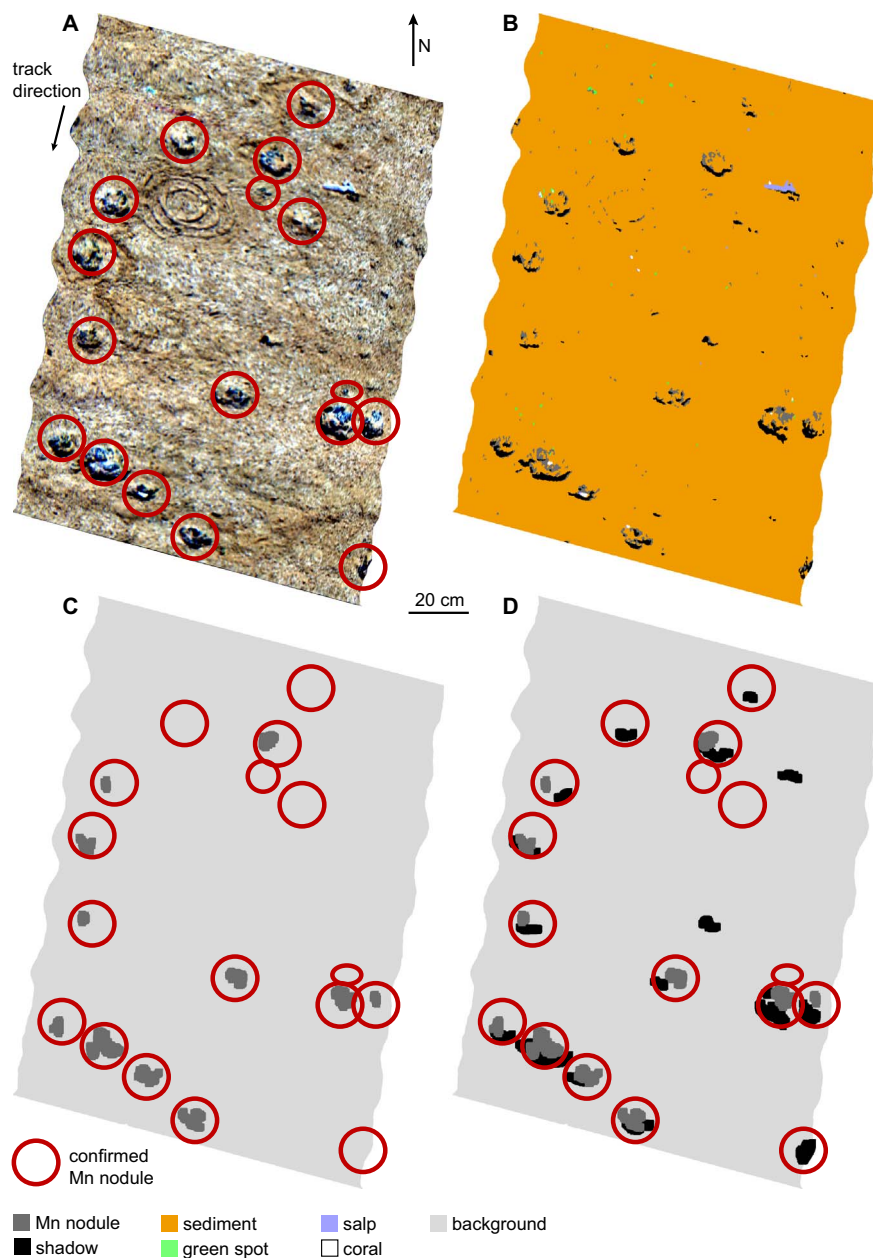 A
N
B
track
direction
C
20 cm
D
confirmed
Mn nodule
Mn nodule
sediment
salp
background
shadow
green spot
coral